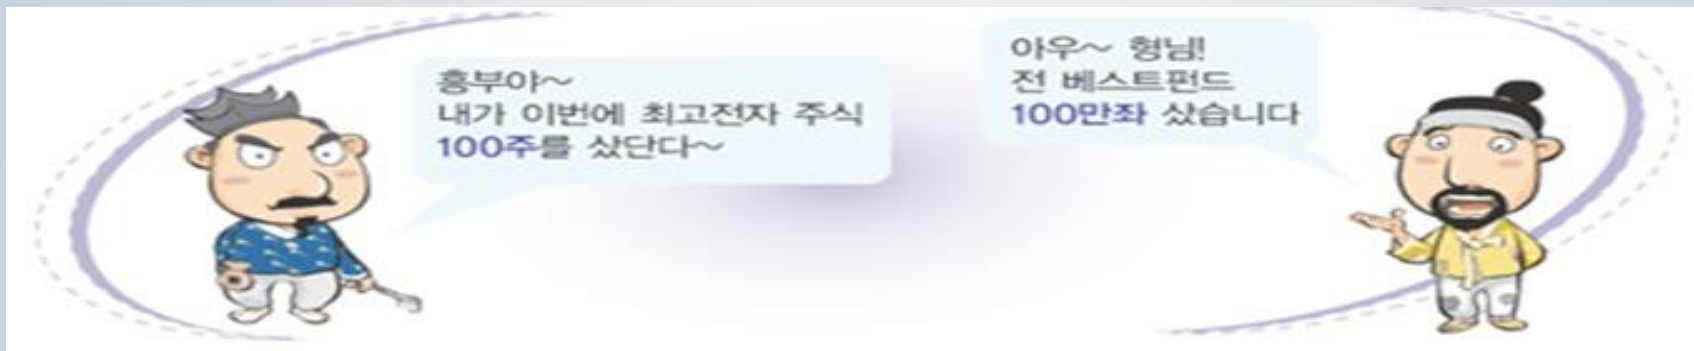 흥부야~
내가 이번에 최고전자 주식
100주를 샀단다~
아우~ 형님!
전 베스트펀드
100만좌 샀습니다